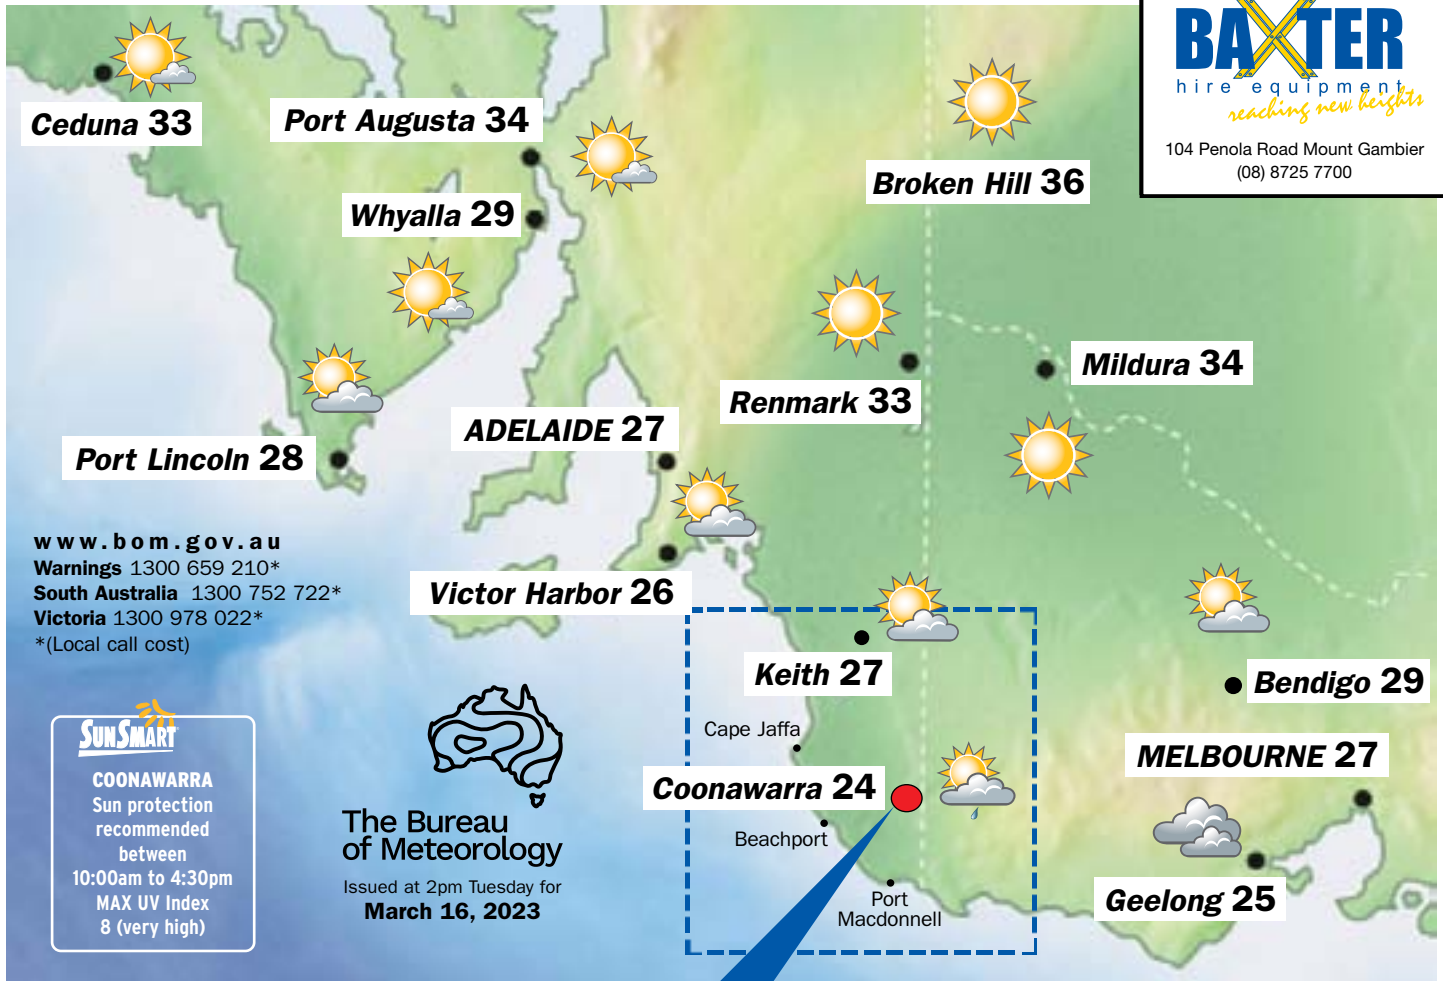 BAXTER
hire equipment
reaching new heights
104 Penola Road Mount Gambier
(08) 8725 7700
Ceduna 33
Port Augusta 34
Whyalla 29
Broken Hill 36
Renmark 33
Mildura 34
ADELAIDE 27
Port Lincoln 28
www.bom.gov.au
Warnings 1300 659 210*
South Australia 1300 752 722*
Victoria 1300 978 022*
*(Local call cost)
Victor Harbor 26
Keith 27
Bendigo 29
Cape Jaffa
MELBOURNE 27
Coonawarra 24
Beachport
Port
Macdonnell
Geelong 25
SUNSMART
COONAWARRA
Sun protection
recommended
between
10:00am to 4:30pm
MAX UV Index
8 (very high)
The Bureau
of Meteorology
Issued at 2pm Tuesday for
March 16, 2023